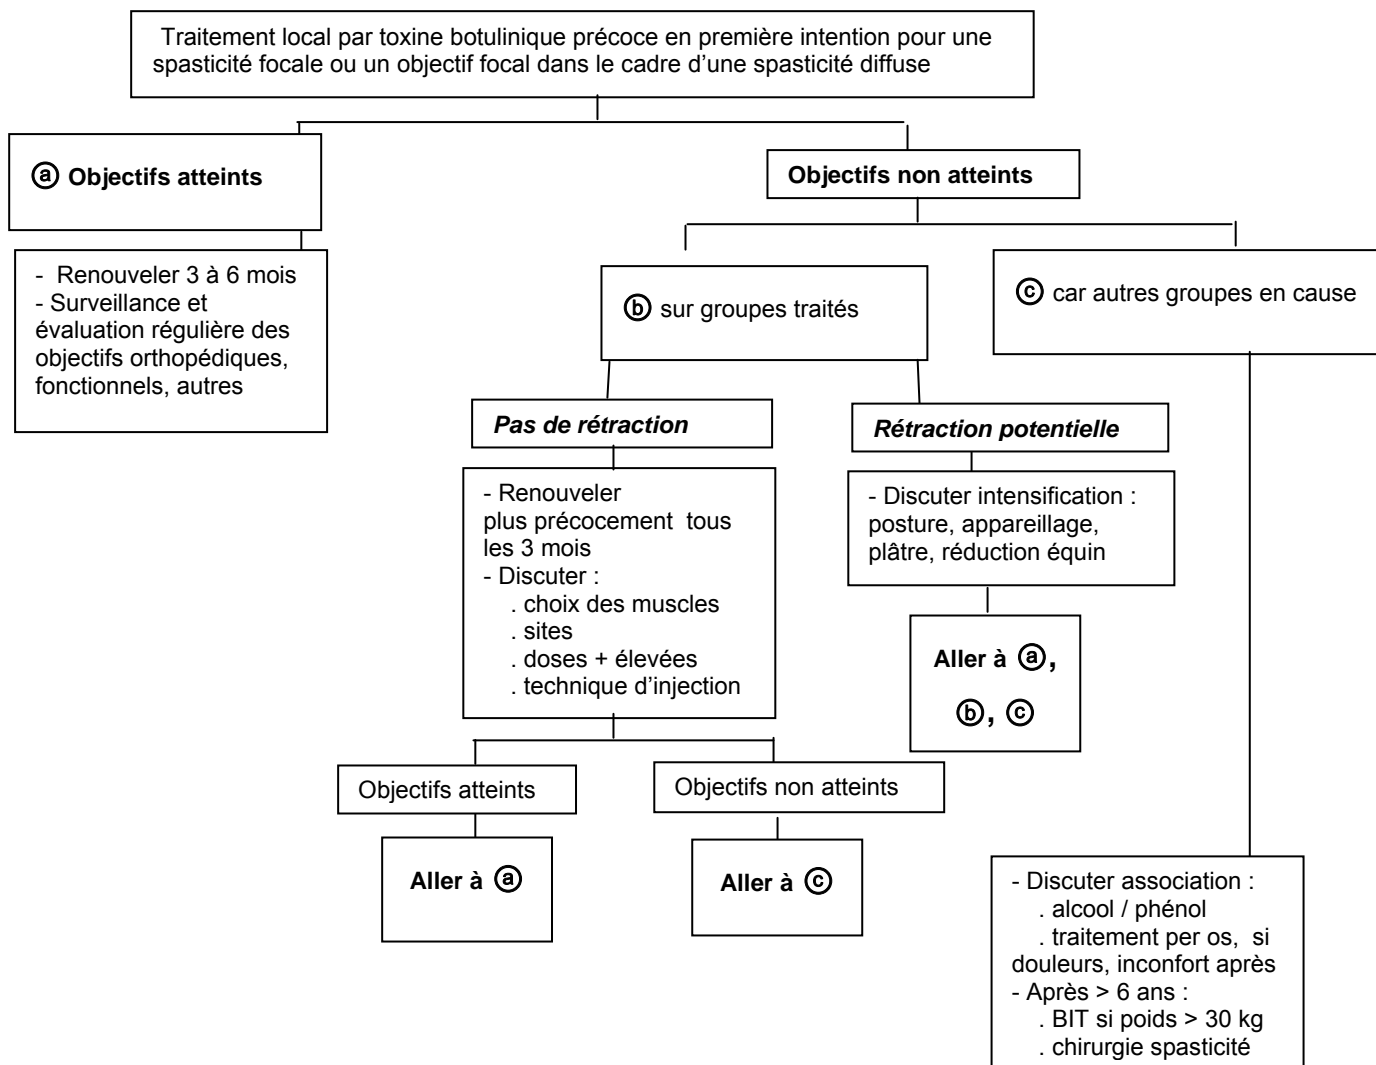 Traitement local par toxine botulinique précoce en première intention pour une
spasticité focale ou un objectif focal dans le cadre d'une spasticité diffuse
ⓐ Objectifs atteints
Objectifs non atteints
- Renouveler 3 à 6 mois
- Surveillance et
évaluation régulière des
objectifs orthopédiques,
fonctionnels, autres
ⓑ sur groupes traités
ⓒ car autres groupes en cause
Pas de rétraction
Rétraction potentielle
- Renouveler
plus précocement tous
les 3 mois
- Discuter :
. choix des muscles
. sites
. doses + élevées
. technique d'injection
- Discuter intensification :
posture, appareillage,
plâtre, réduction équin
Aller à ⓐ,
ⓑ, ⓒ
Objectifs atteints
Objectifs non atteints
Aller à ⓐ
Aller à ⓒ
- Discuter association :
. alcool / phénol
. traitement per os, si
douleurs, inconfort après
- Après > 6 ans :
. BIT si poids > 30 kg
. chirurgie spasticité